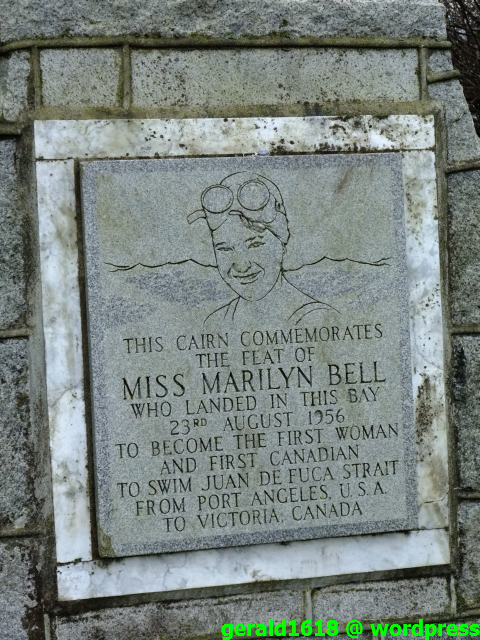 THIS CAIRN COMMEMORATES
THE FEAT OF
MISS MARILYN BELL
WHO LANDED IN THIS BAY
23RD AUGUST 1956
TO BECOME THE FIRST WOMAN
AND FIRST CANADIAN
TO SWIM JUAN DE FUCA STRAIT
FROM PORT ANGELES, U.S.A.
TO VICTORIA, CANADA
gerald1618 @ wordpress